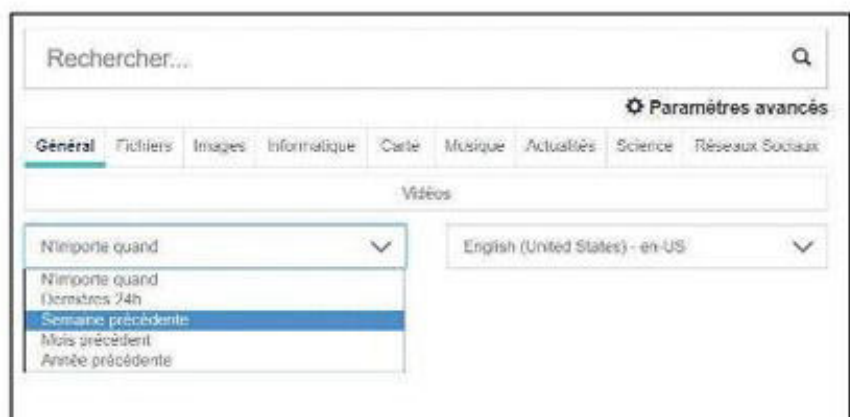 Rechercher...
Paramètres avancés
Général Fichiers Images Informatique Carte Musique Actualités Science Réseaux Sociaux
Vidéos
N'importe quand English (United States) - en-US
N'importe quand
Dernières 24h
Semaine précédente
Mois précédent
Année précédente